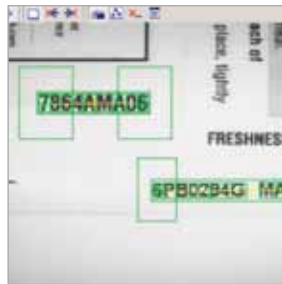 7864AMA06
ach of
place, tightly
FRESHNES
6PB0294G MA